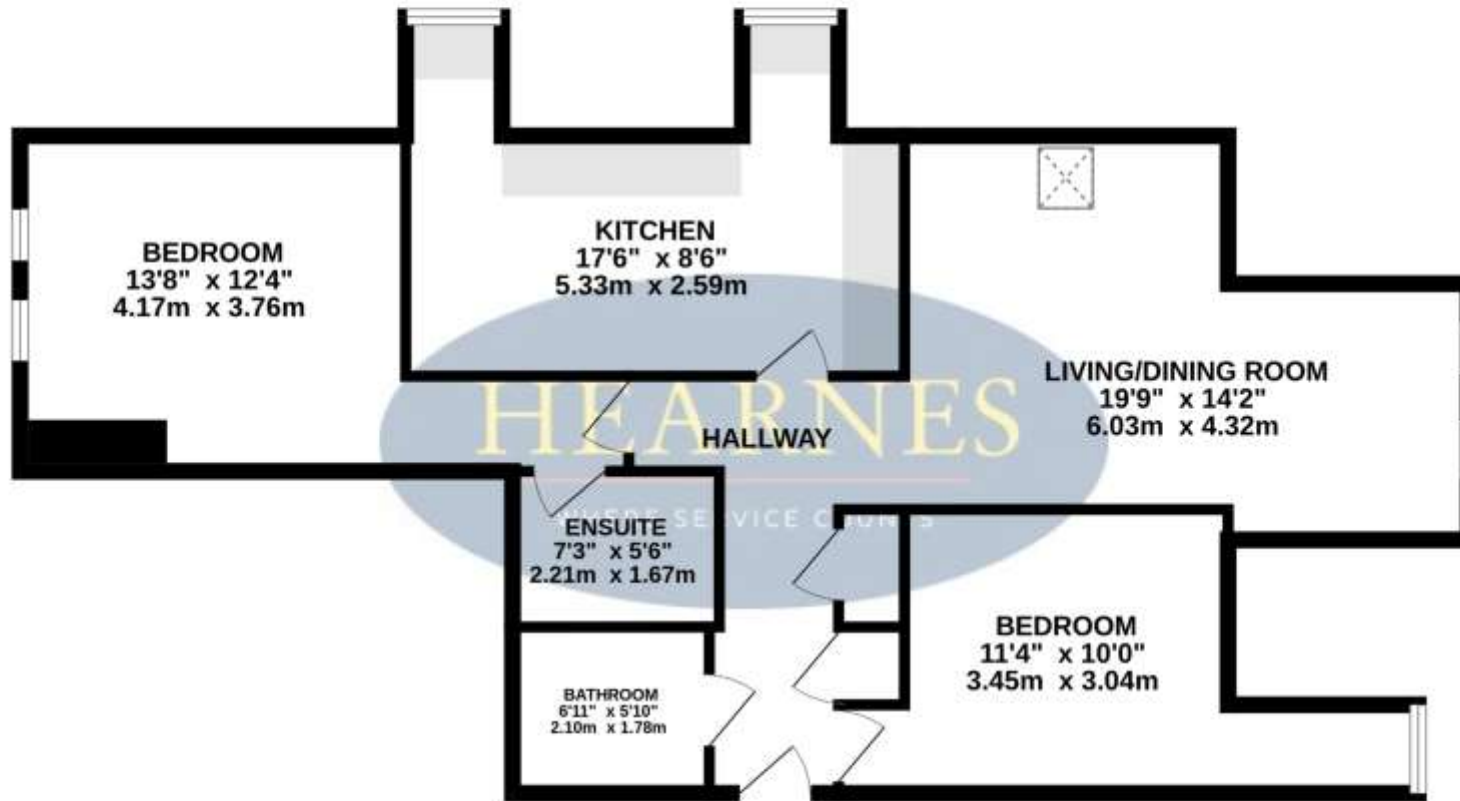 BEDROOM
13'8" x 12'4"
4.17m x 3.76m
KITCHEN
17'6" x 8'6"
5.33m x 2.59m
LIVING/DINING ROOM
19'9" x 14'2"
6.03m x 4.32m
HEARNES
HALLWAY
WHERE SERVICE COUNTS
ENSUITE
7'3" x 5'6"
2.21m x 1.67m
BEDROOM
11'4" x 10'0"
3.45m x 3.04m
BATHROOM
6'11" x 5'10"
2.10m x 1.78m